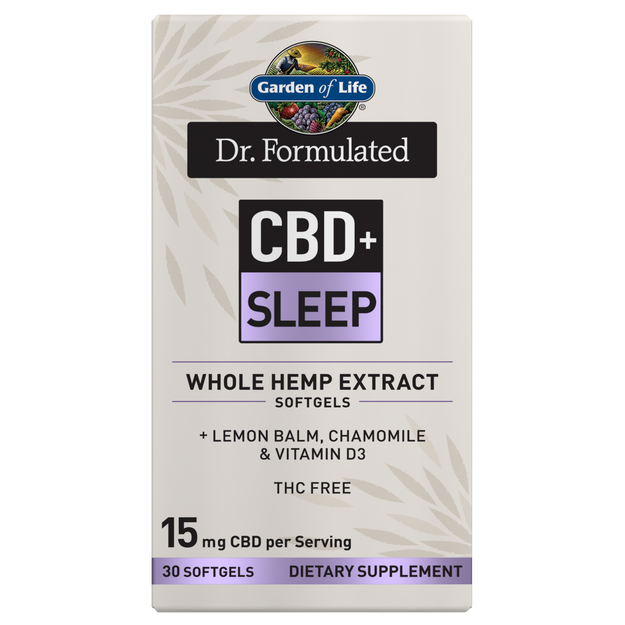 Garden of Life
®
Dr. Formulated
CBD+
SLEEP
WHOLE HEMP EXTRACT
SOFTGELS
+ LEMON BALM, CHAMOMILE
& VITAMIN D3
THC FREE
15 mg CBD per Serving
30 SOFTGELS DIETARY SUPPLEMENT